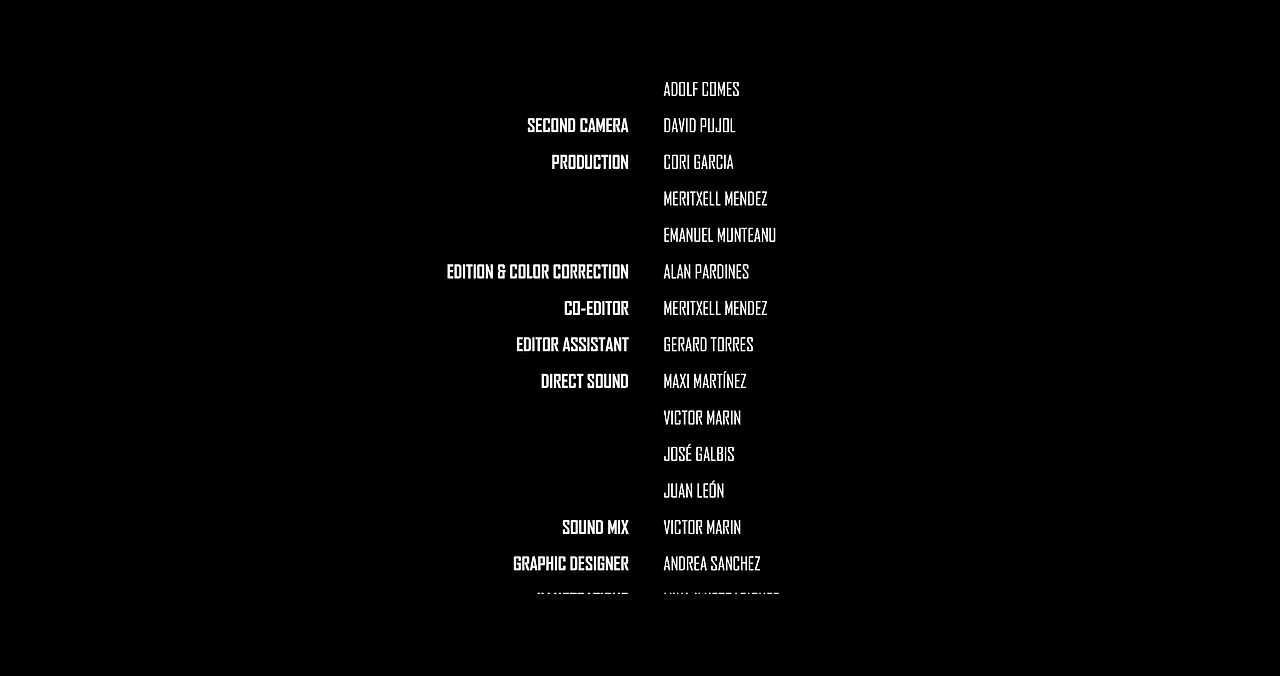 ADOLF COMES
SECOND CAMERA DAVID PUJOL
PRODUCTION CORI GARCIA
MERITXELL MENDEZ
EMANUEL MUNTEANU
EDITION & COLOR CORRECTION ALAN PARDINES
CO-EDITOR MERITXELL MENDEZ
EDITOR ASSISTANT GERARD TORRES
DIRECT SOUND MAXI MARTÍNEZ
VICTOR MARIN
JOSÉ GALBIS
JUAN LEÓN
SOUND MIX VICTOR MARIN
GRAPHIC DESIGNER ANDREA SANCHEZ